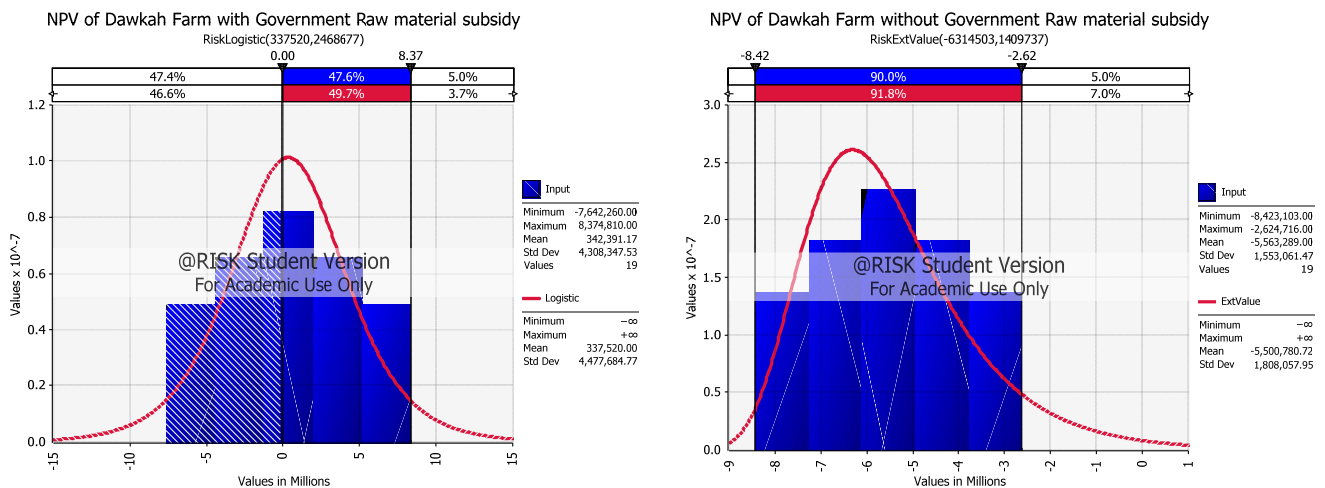 NPV of Dawkah Farm with Government Raw material subsidy
RiskLogistic(337520,2468677)
0.00 8.37
47.4% 47.6% 5.0%
46.6% 49.7% 3.7%
1.2
1.0
0.8
0.6
0.4
0.2
0.0
Values x 10^-7
-15 -10 -5 0 5 10 15
Values in Millions
@RISK Student Version
For Academic Use Only
Input
Minimum -7,642,260.00
Maximum 8,374,810.00
Mean 342,391.17
Std Dev 4,308,347.53
Values 19
Logistic
Minimum −∞
Maximum +∞
Mean 337,520.00
Std Dev 4,477,684.77
NPV of Dawkah Farm without Government Raw material subsidy
RiskExtValue(-6314503,1409737)
-8.42 -2.62
90.0% 5.0%
91.8% 7.0%
3.0
2.5
2.0
1.5
1.0
0.5
0.0
Values x 10^-7
-9 -8 -7 -6 -5 -4 -3 -2 -1 0 1
Values in Millions
@RISK Student Version
For Academic Use Only
Input
Minimum -8,423,103.00
Maximum -2,624,716.00
Mean -5,563,289.00
Std Dev 1,553,061.47
Values 19
ExtValue
Minimum −∞
Maximum +∞
Mean -5,500,780.72
Std Dev 1,808,057.95